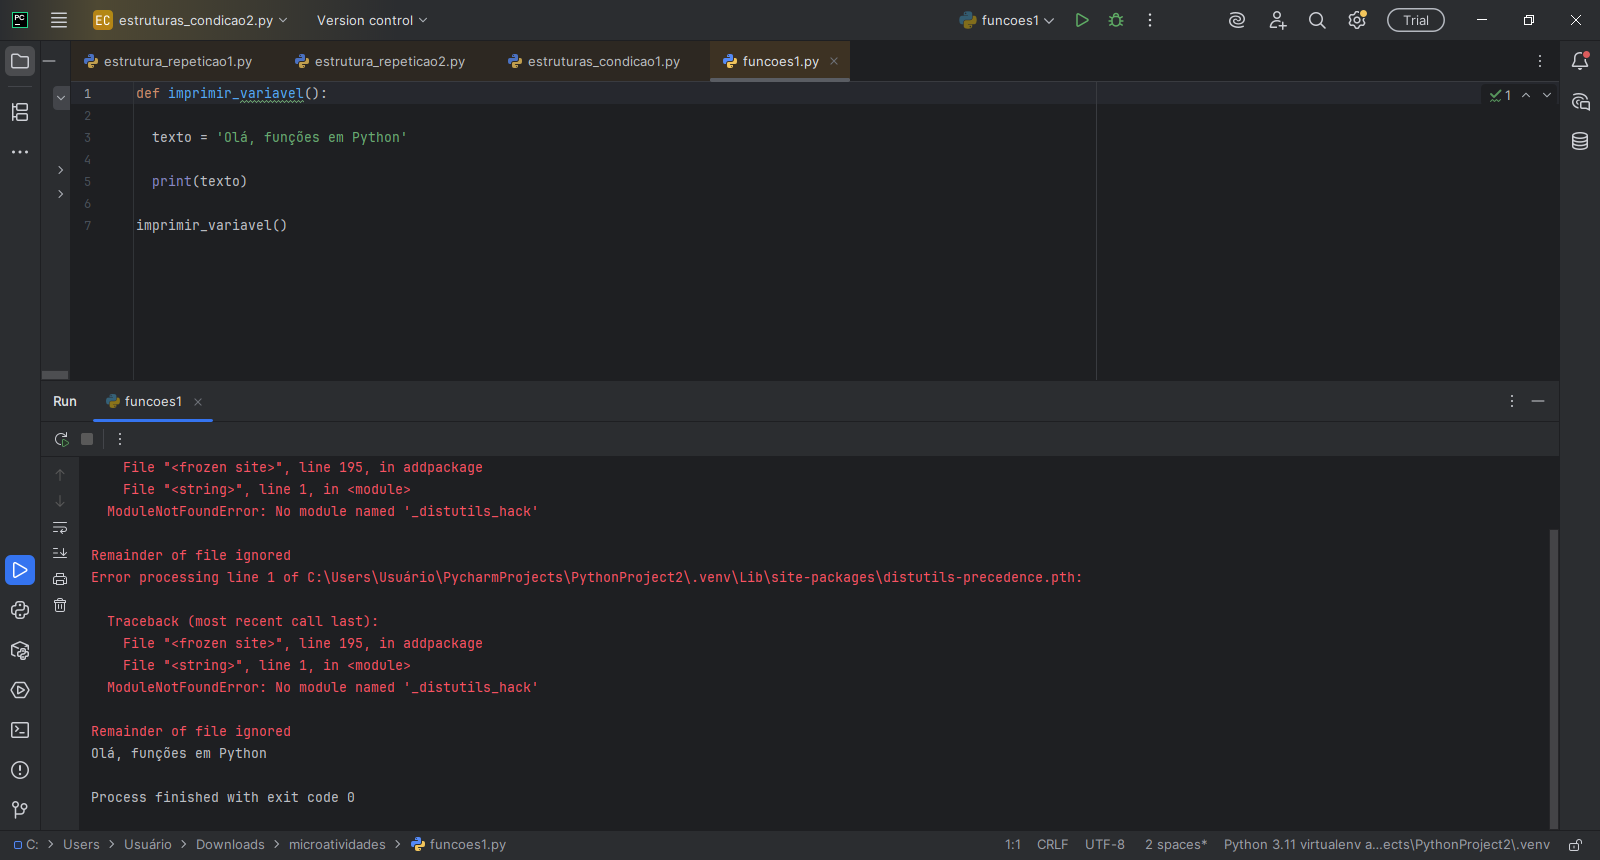 PC
EC estruturas_condicao2.py Version control funcoes1 Trial
estrutura_repeticao1.py estrutura_repeticao2.py estruturas_condicao1.py funcoes1.py
1 def imprimir_variavel():
2
3 texto = 'Olá, funções em Python'
4
5 print(texto)
6
7 imprimir_variavel()
1
Run funcoes1
File "<frozen site>", line 195, in addpackage
File "<string>", line 1, in <module>
ModuleNotFoundError: No module named '_distutils_hack'
Remainder of file ignored
Error processing line 1 of C:\Users\Usuário\PycharmProjects\PythonProject2\.venv\Lib\site-packages\distutils-precedence.pth:
Traceback (most recent call last):
File "<frozen site>", line 195, in addpackage
File "<string>", line 1, in <module>
ModuleNotFoundError: No module named '_distutils_hack'
Remainder of file ignored
Olá, funções em Python
Process finished with exit code 0
C: > Users > Usuário > Downloads > microatividades > funcoes1.py 1:1 CRLF UTF-8 2 spaces* Python 3.11 virtualenv a...ects\PythonProject2\.venv